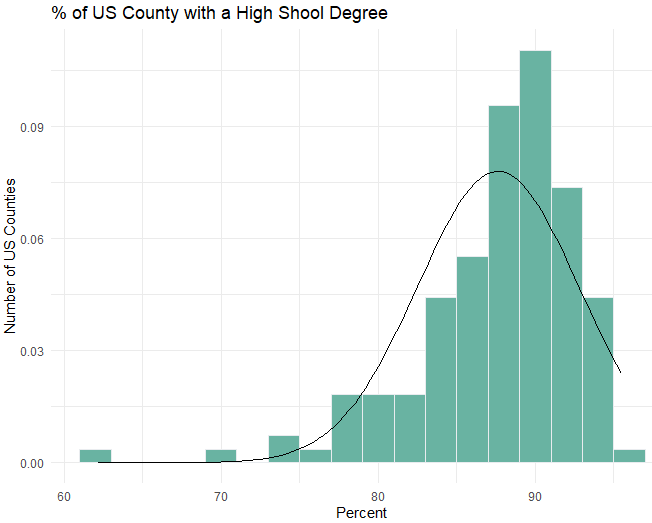 % of US County with a High Shool Degree
Number of US Counties
0.09
0.06
0.03
0.00
60 70 80 90
Percent